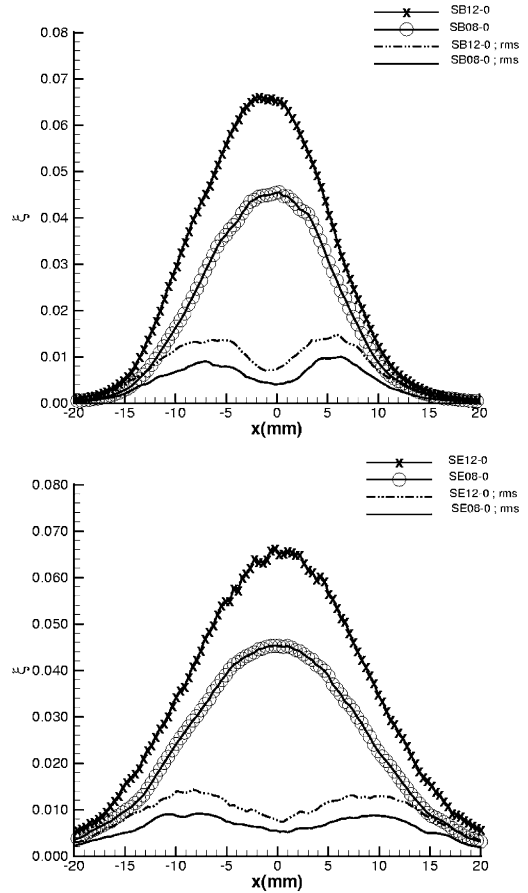 SB12-0
SB08-0
SB12-0 ; rms
SB08-0 ; rms
0.08
0.07
0.06
0.05
0.04
0.03
0.02
0.01
0.00
ξ
-20 -15 -10 -5 0 5 10 15 20
x(mm)
SE12-0
SE08-0
SE12-0 ; rms
SE08-0 ; rms
0.080
0.070
0.060
0.050
0.040
0.030
0.020
0.010
0.000
ξ
-20 -15 -10 -5 0 5 10 15 20
x(mm)